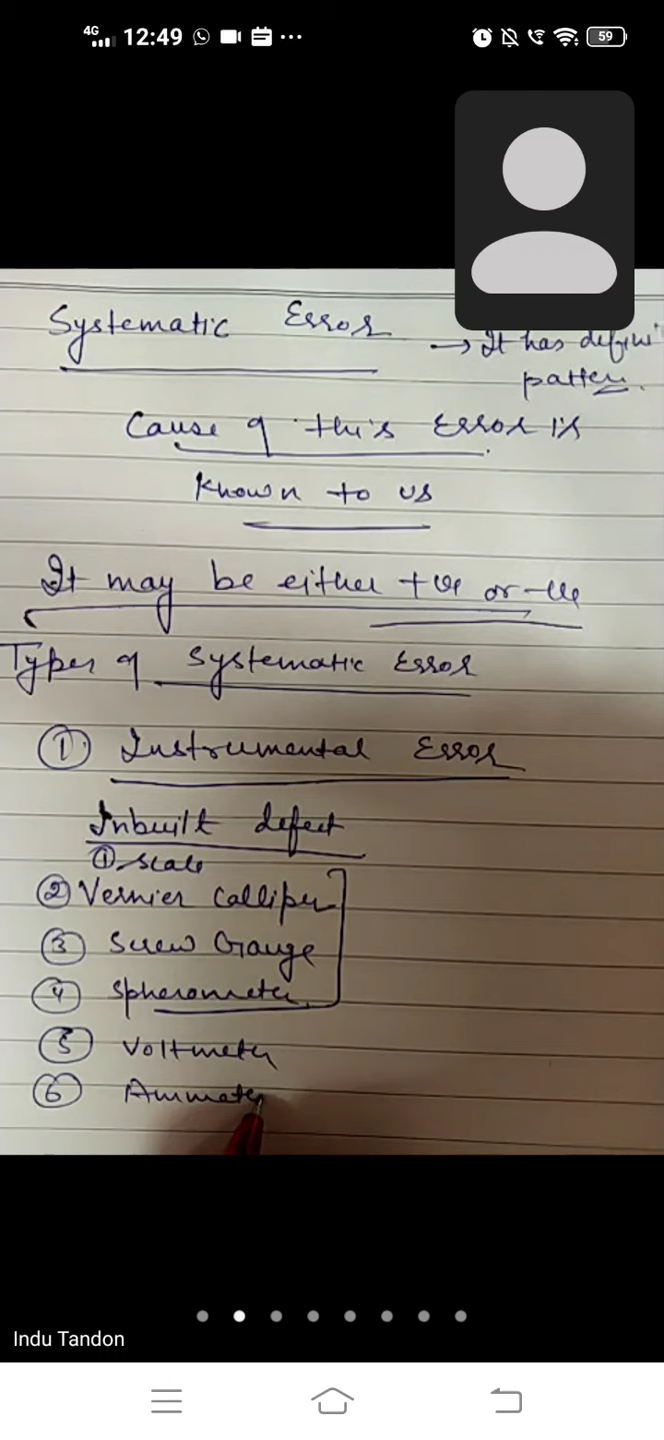 4G 12:49 ... 59
Systematic Error
→ It has defini
pattern.
Cause of this Error is
Known to us
It may be either +ve or -ve
Types of Systematic Error
① Instrumental Error
Inbuilt defect
① Scale
② Vernier Calliper
③ Screw Gauge
④ Spherometer
⑤ Voltmeter
⑥ Ammeter
Indu Tandon